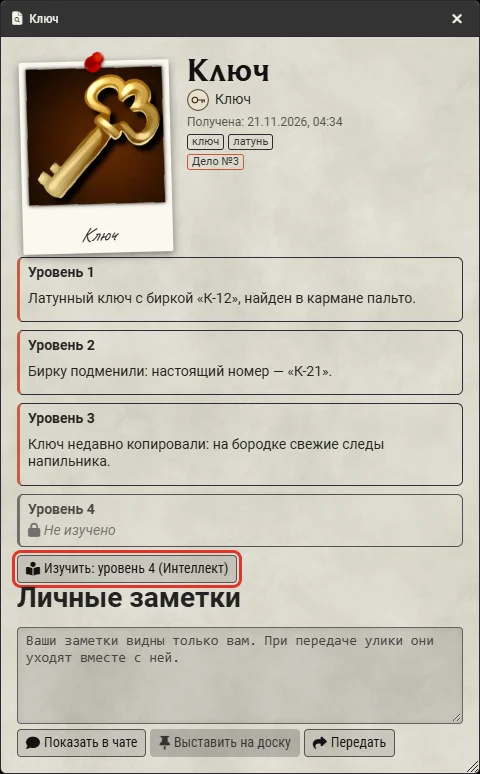 Ключ
Ключ
Ключ
Получена: 21.11.2026, 04:34
ключ латунь
Дело №3
Ключ
Уровень 1
Латунный ключ с биркой «К-12», найден в кармане пальто.
Уровень 2
Бирку подменили: настоящий номер — «К-21».
Уровень 3
Ключ недавно копировали: на бородке свежие следы
напильника.
Уровень 4
Не изучено
Изучить: уровень 4 (Интеллект)
Личные заметки
Ваши заметки видны только вам. При передаче улики они
уходят вместе с ней.
Показать в чате Выставить на доску Передать